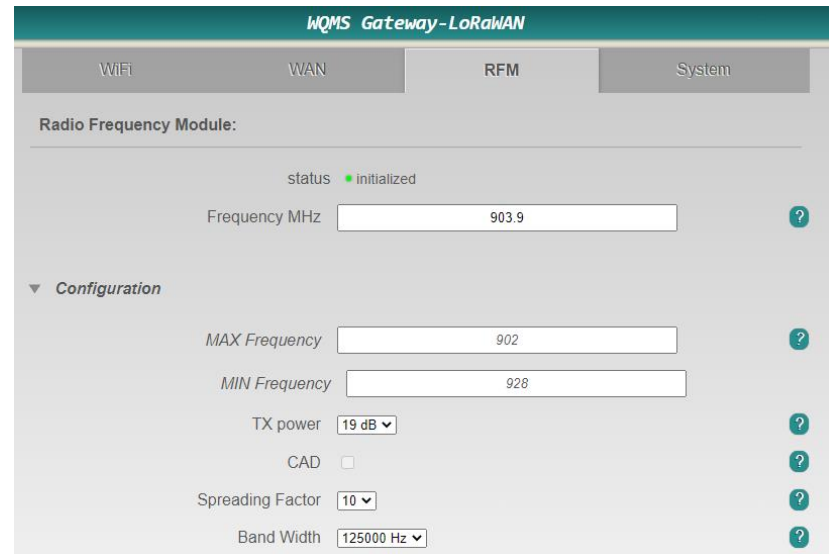 WQMS Gateway-LoRaWAN
WiFi WAN RFM System
Radio Frequency Module:
status initialized
Frequency MHz 903.9 ?
Configuration
MAX Frequency 902 ?
MIN Frequency 928
TX power 19 dB ?
CAD ?
Spreading Factor 10 ?
Band Width 125000 Hz ?